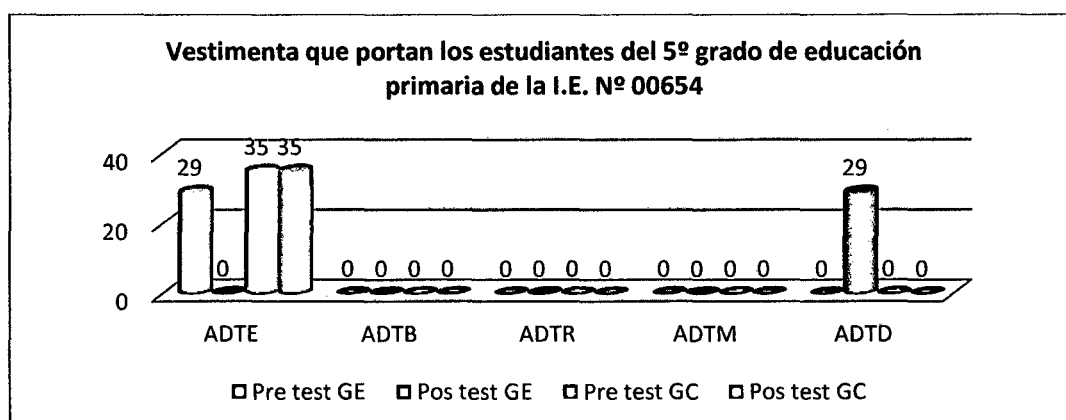 Vestimenta que portan los estudiantes del 5º grado de educación
primaria de la I.E. Nº 00654
40
20
0
29 0 35 35
0 0 0 0
0 0 0 0
0 0 0 0
0 29 0 0
ADTE ADTB ADTR ADTM ADTD
Pre test GE Pos test GE Pre test GC Pos test GC